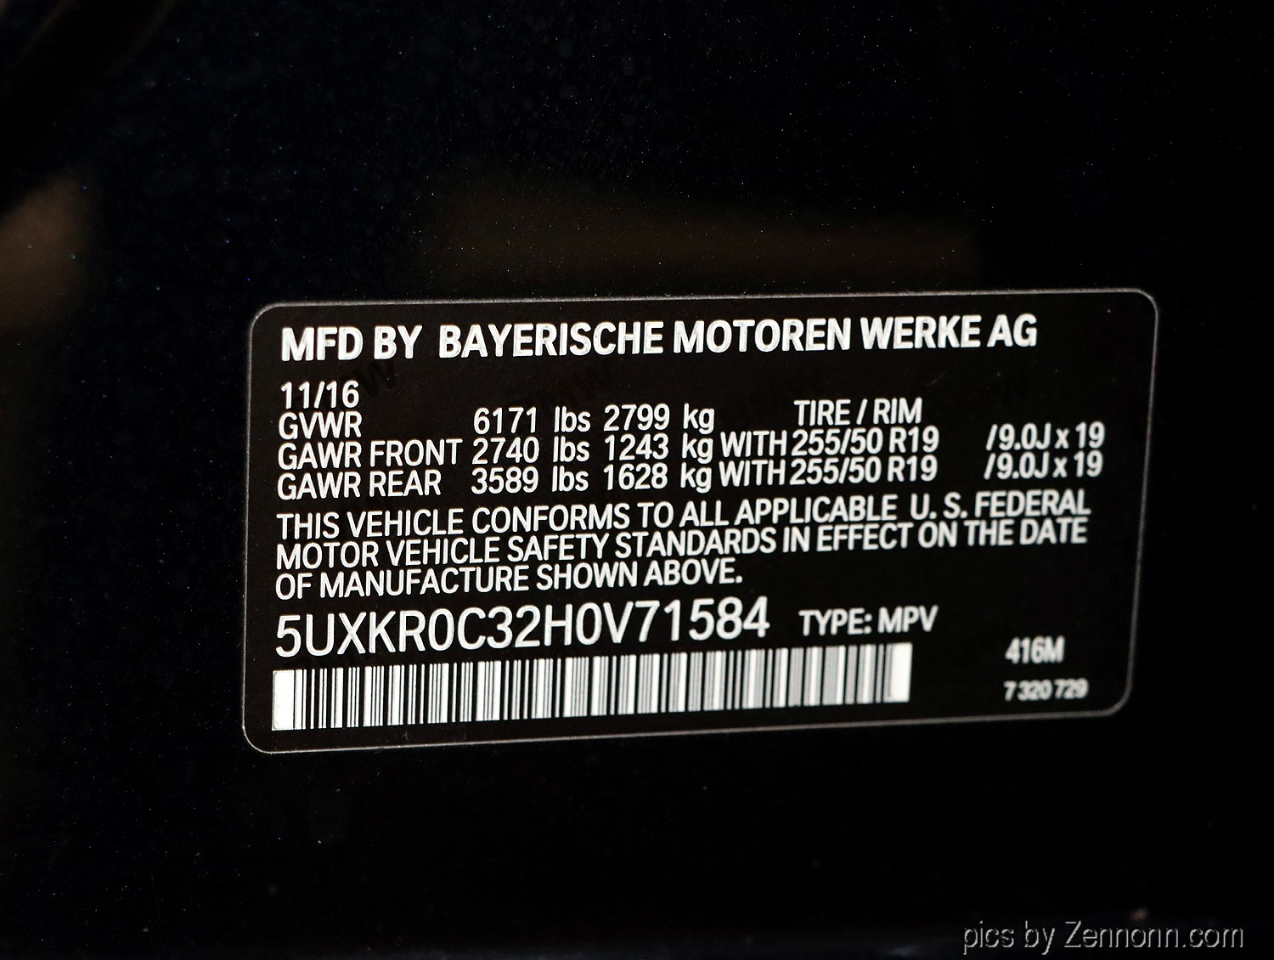 MFD BY BAYERISCHE MOTOREN WERKE AG
11/16
GVWR 6171 lbs 2799 kg TIRE / RIM
GAWR FRONT 2740 lbs 1243 kg WITH 255/50 R19 /9.0J x 19
GAWR REAR 3589 lbs 1628 kg WITH 255/50 R19 /9.0J x 19
THIS VEHICLE CONFORMS TO ALL APPLICABLE U. S. FEDERAL
MOTOR VEHICLE SAFETY STANDARDS IN EFFECT ON THE DATE
OF MANUFACTURE SHOWN ABOVE.
5UXKR0C32H0V71584 TYPE: MPV
416M
7 320 729
pics by Zennonn.com